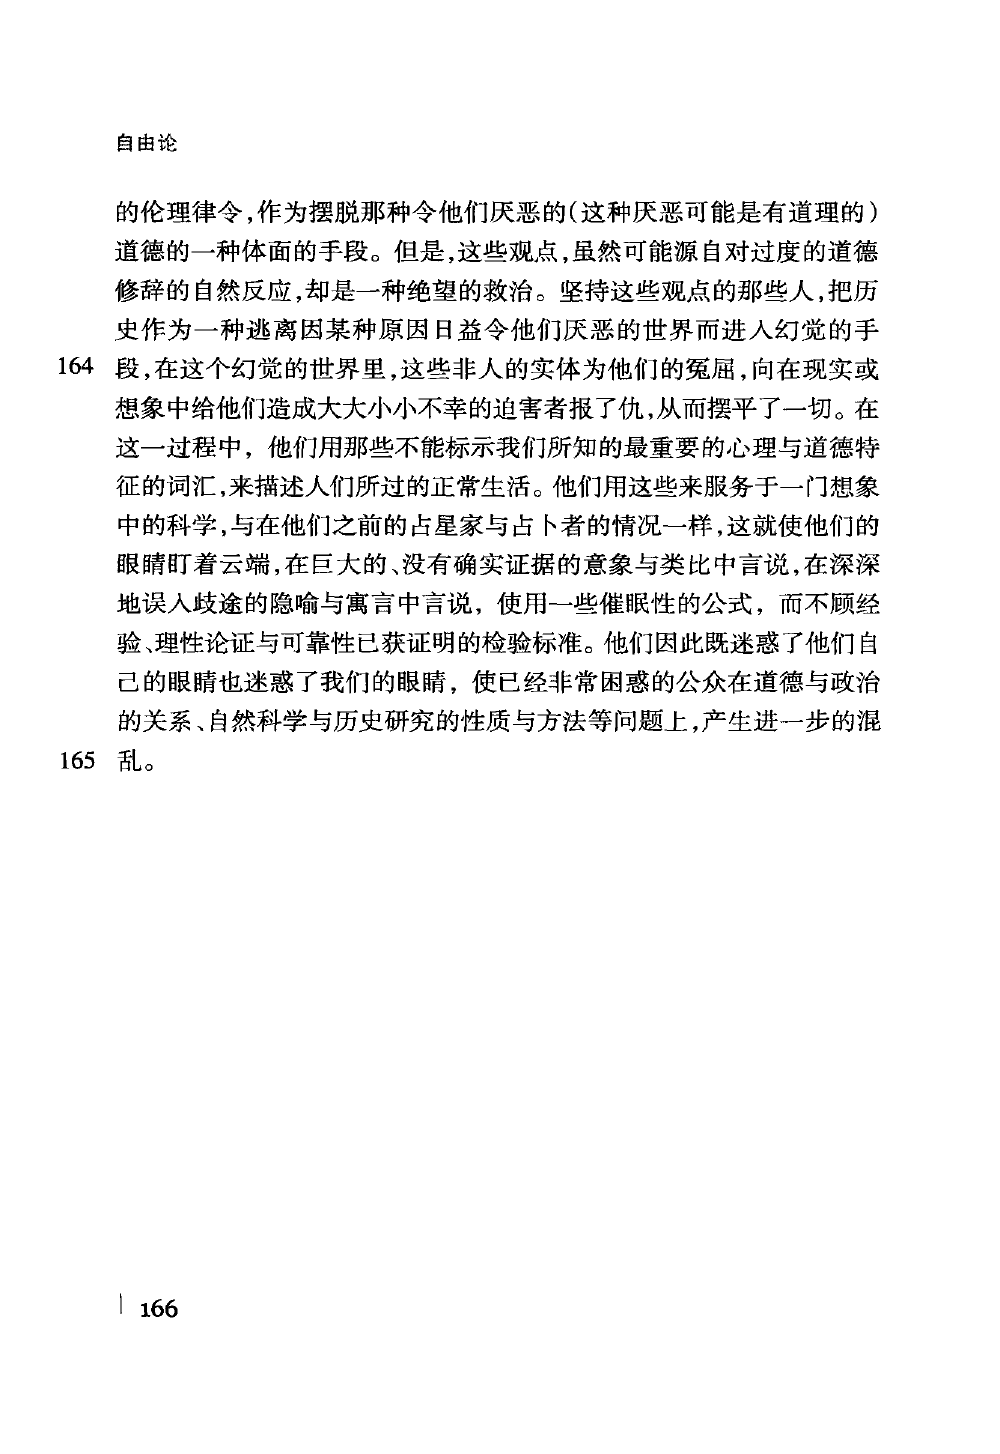 自由论
的伦理律令,作为摆脱那种令他们厌恶的(这种厌恶可能是有道理的)
道德的一种体面的手段。但是,这些观点,虽然可能源自对过度的道德
修辞的自然反应,却是一种绝望的救治。坚持这些观点的那些人,把历
史作为一种逃离因某种原因日益令他们厌恶的世界而进入幻觉的手
164 段,在这个幻觉的世界里,这些非人的实体为他们的冤屈,向在现实或
想象中给他们造成大大小小不幸的迫害者报了仇,从而摆平了一切。在
这一过程中,他们用那些不能标示我们所知的最重要的心理与道德特
征的词汇,来描述人们所过的正常生活。他们用这些来服务于一门想象
中的科学,与在他们之前的占星家与占卜者的情况一样,这就使他们的
眼睛盯着云端,在巨大的、没有确实证据的意象与类比中言说,在深深
地误入歧途的隐喻与寓言中言说,使用一些催眠性的公式,而不顾经
验、理性论证与可靠性已获证明的检验标准。他们因此既迷惑了他们自
己的眼睛也迷惑了我们的眼睛,使已经非常困惑的公众在道德与政治
的关系、自然科学与历史研究的性质与方法等问题上,产生进一步的混
165 乱。
166